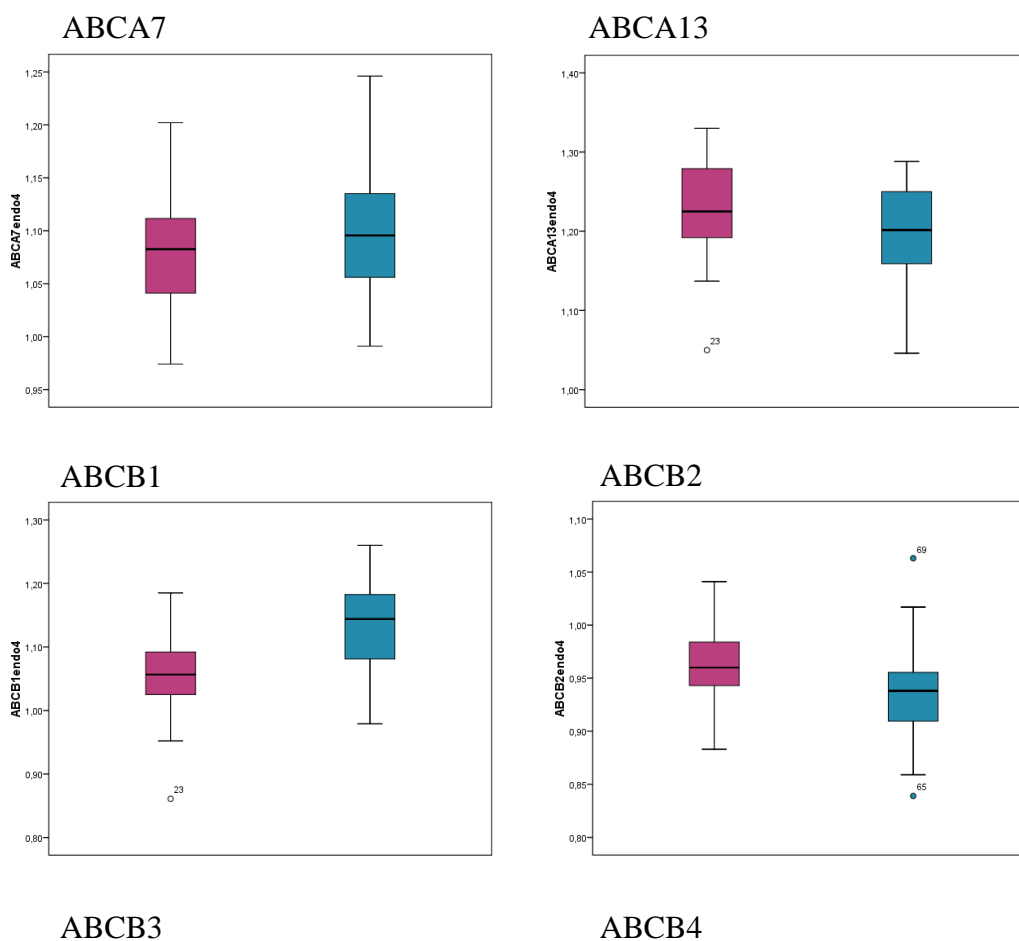 ABCA7
ABCA13
1,25
1,20
1,15
1,10
1,05
1,00
0,95
ABCA7endo4
1,40
1,30
1,20
1,10
1,00
ABCA13endo4
23
ABCB1
ABCB2
1,30
1,20
1,10
1,00
0,90
0,80
ABCB1endo4
23
1,10
1,05
1,00
0,95
0,90
0,85
0,80
ABCB2endo4
69
65
ABCB3
ABCB4